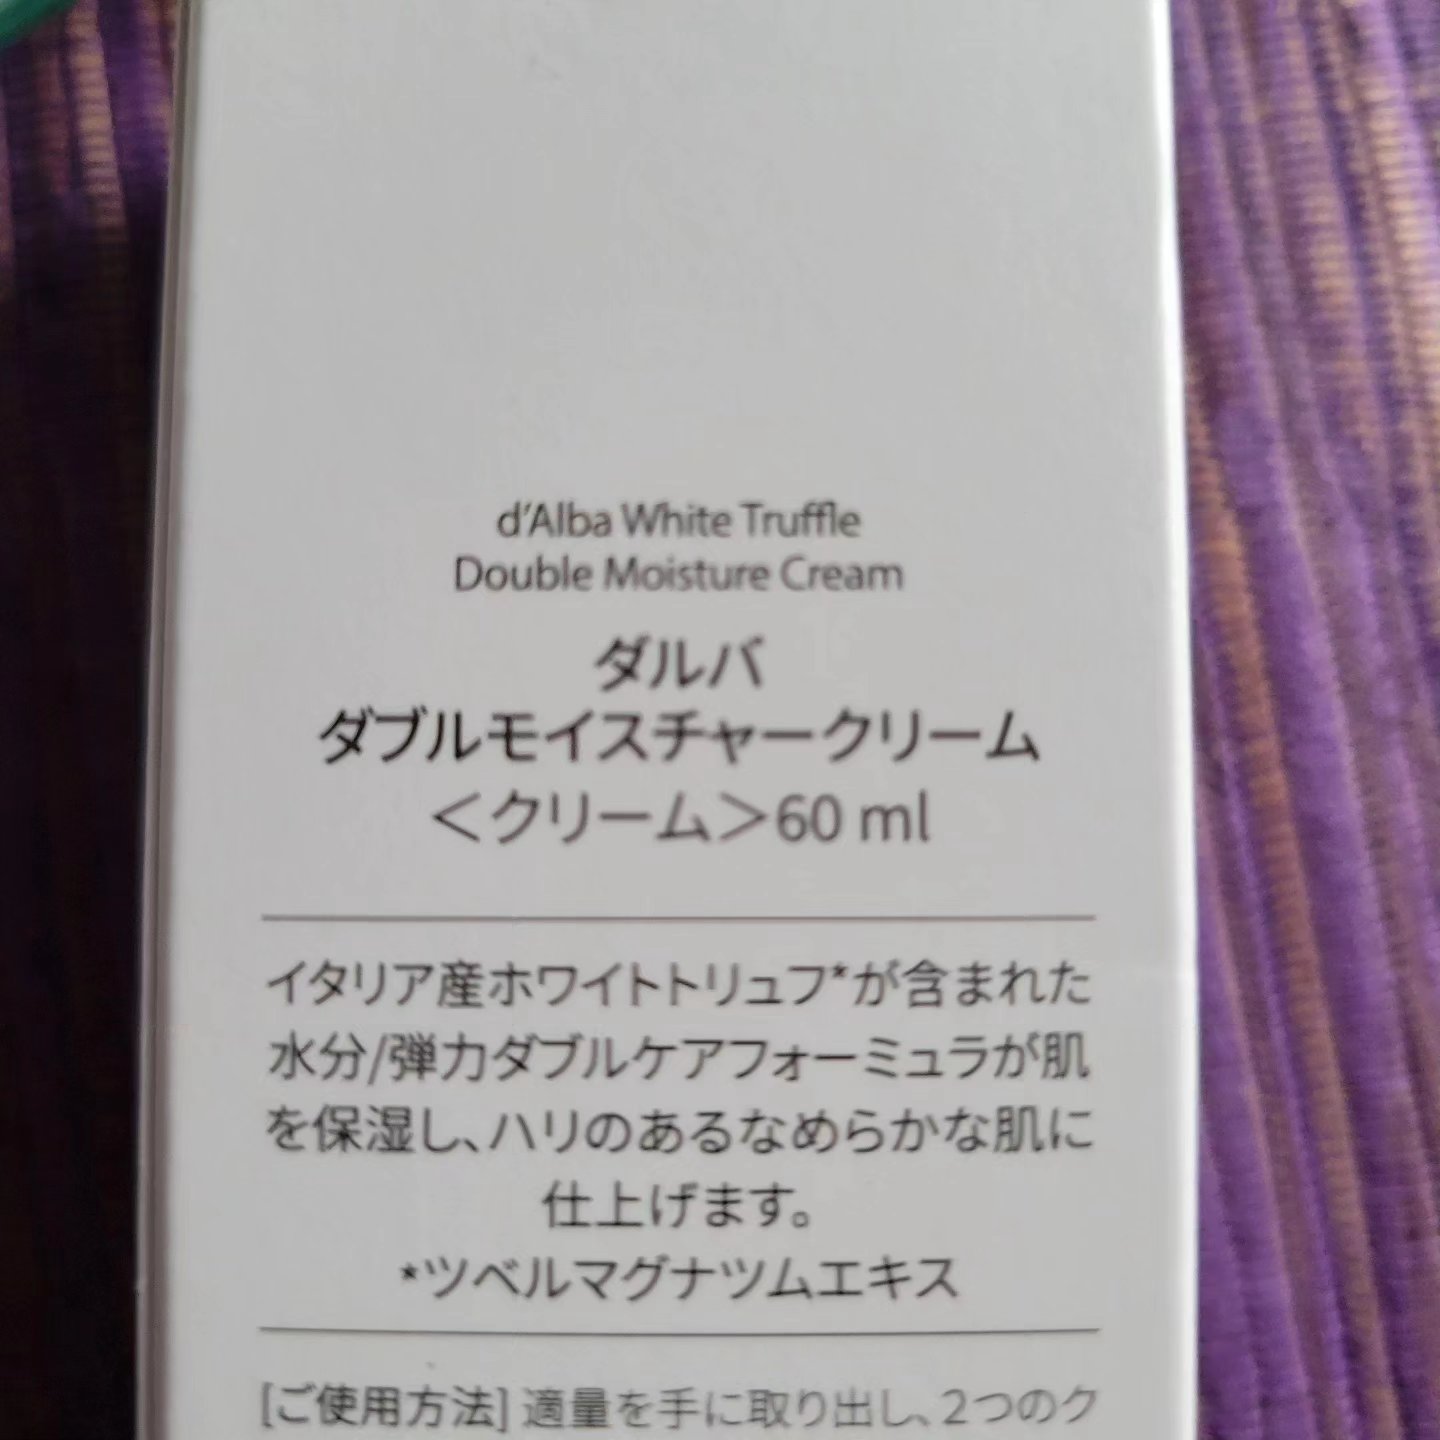 d'Alba White Truffle
Double Moisture Cream
ダルバ
ダブルモイスチャークリーム
＜クリーム＞60 ml
イタリア産ホワイトトリュフ*が含まれた
水分/弾力ダブルケアフォーミュラが肌
を保湿し、ハリのあるなめらかな肌に
仕上げます。
*ツベルマグナツムエキス
[ご使用方法] 適量を手に取り出し、2つのク